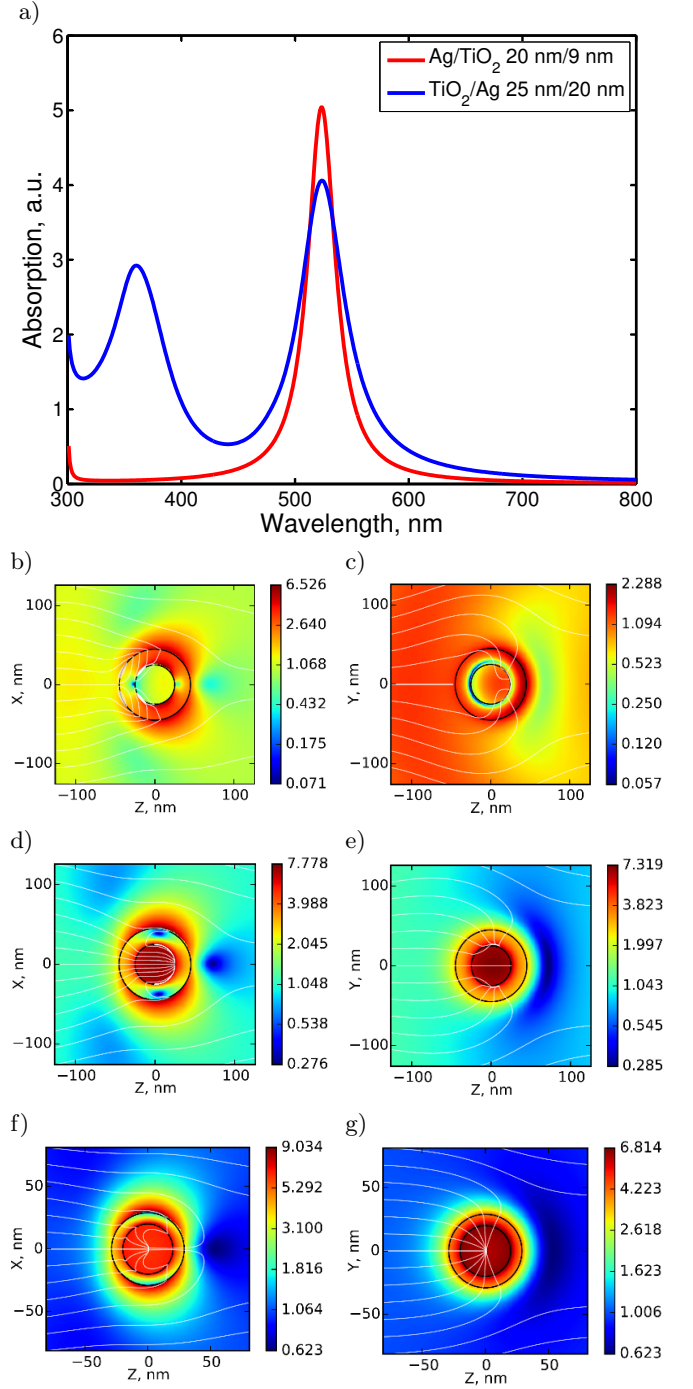 a)
6
5
4
3
2
1
0
Absorption, a.u.
Ag/TiO2 20 nm/9 nm
TiO2/Ag 25 nm/20 nm
300 400 500 600 700 800
Wavelength, nm
b)
100
0
−100
X, nm
−100 0 100
Z, nm
6.526
2.640
1.068
0.432
0.175
0.071
c)
100
0
−100
Y, nm
−100 0 100
Z, nm
2.288
1.094
0.523
0.250
0.120
0.057
d)
100
0
−100
X, nm
−100 0 100
Z, nm
7.778
3.988
2.045
1.048
0.538
0.276
e)
100
0
−100
Y, nm
−100 0 100
Z, nm
7.319
3.823
1.997
1.043
0.545
0.285
f)
50
0
−50
X, nm
−50 0 50
Z, nm
9.034
5.292
3.100
1.816
1.064
0.623
g)
50
0
−50
Y, nm
−50 0 50
Z, nm
6.814
4.223
2.618
1.623
1.006
0.623